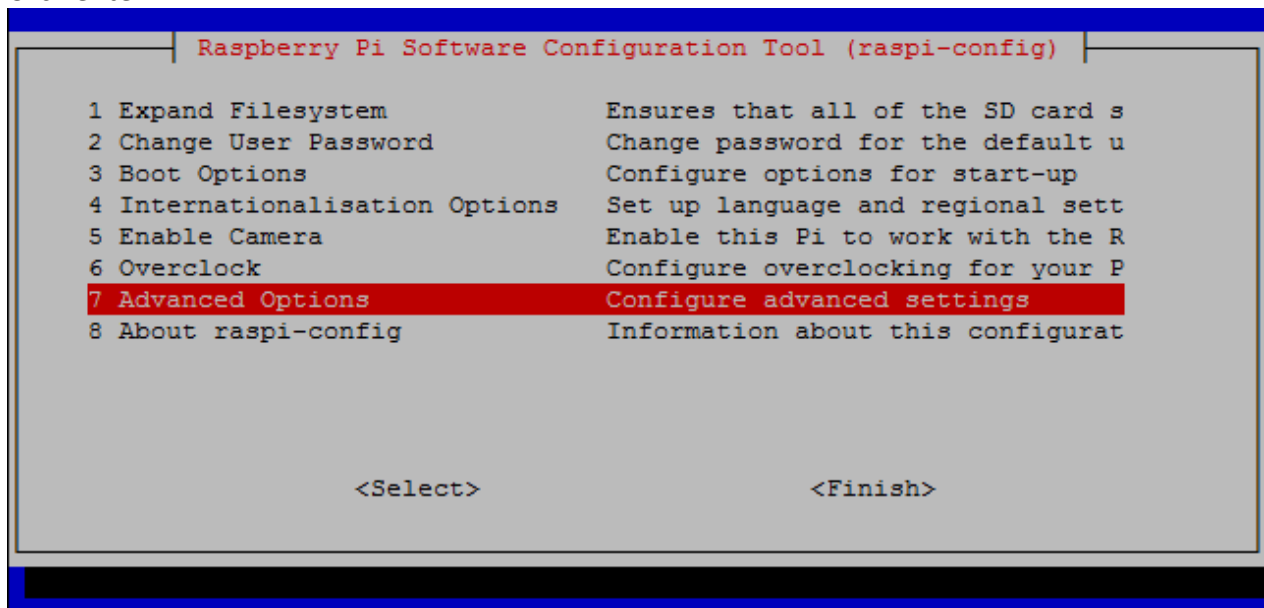 Raspberry Pi Software Configuration Tool (raspi-config)
1 Expand Filesystem Ensures that all of the SD card s
2 Change User Password Change password for the default u
3 Boot Options Configure options for start-up
4 Internationalisation Options Set up language and regional sett
5 Enable Camera Enable this Pi to work with the R
6 Overclock Configure overclocking for your P
7 Advanced Options Configure advanced settings
8 About raspi-config Information about this configurat
<Select> <Finish>